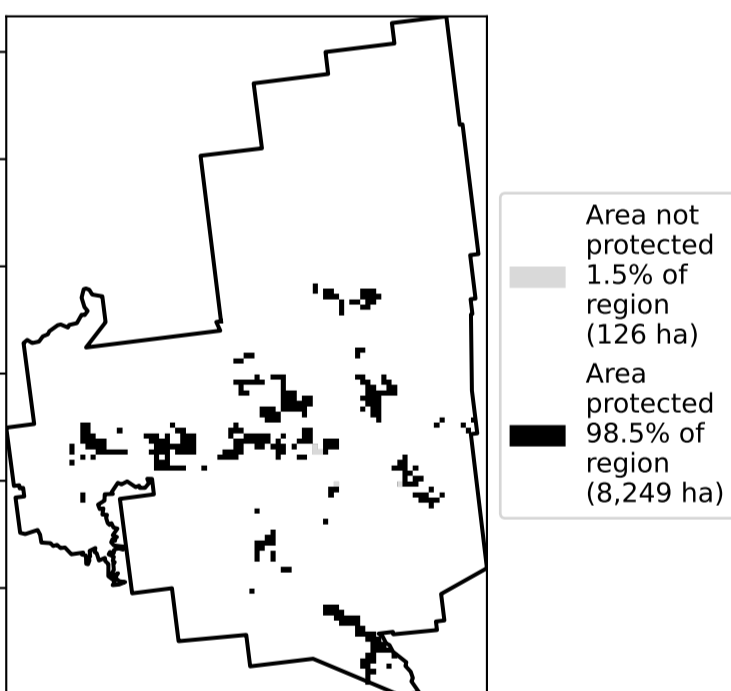 Area not
protected
1.5% of
region
(126 ha)
Area
protected
98.5% of
region
(8,249 ha)